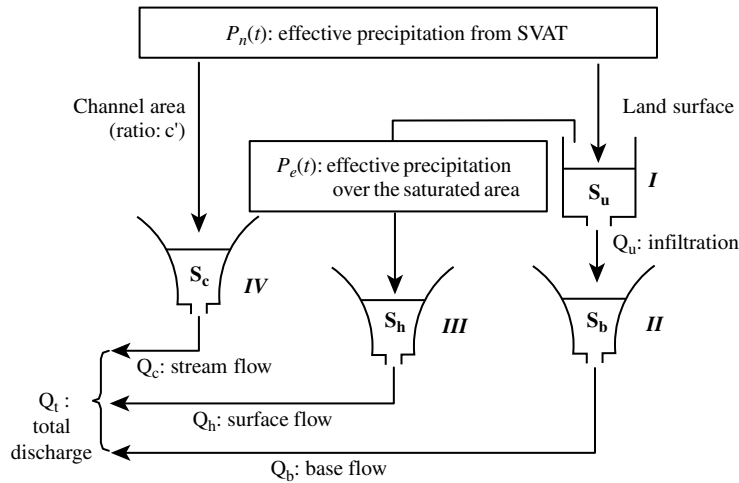 Pn(t): effective precipitation from SVAT
Channel area
(ratio: c')
Land surface
Pe(t): effective precipitation
over the saturated area
I
Su
Qu: infiltration
Sc
IV
Sh
III
Sb
II
Qc: stream flow
Qt :
total
discharge
Qh: surface flow
Qb: base flow